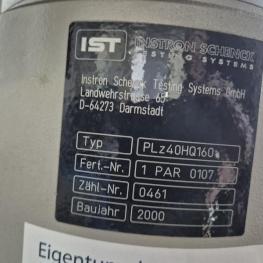 IST INSTRON SCHENCK
TESTING SYSTEMS
Instron Schenck Testing Systems GmbH
Landwehrstrasse 65
D-64273 Darmstadt
Typ PLz40HQ160
Fert.-Nr. 1 PAR 0107
Zähl-Nr. 0461
Baujahr 2000